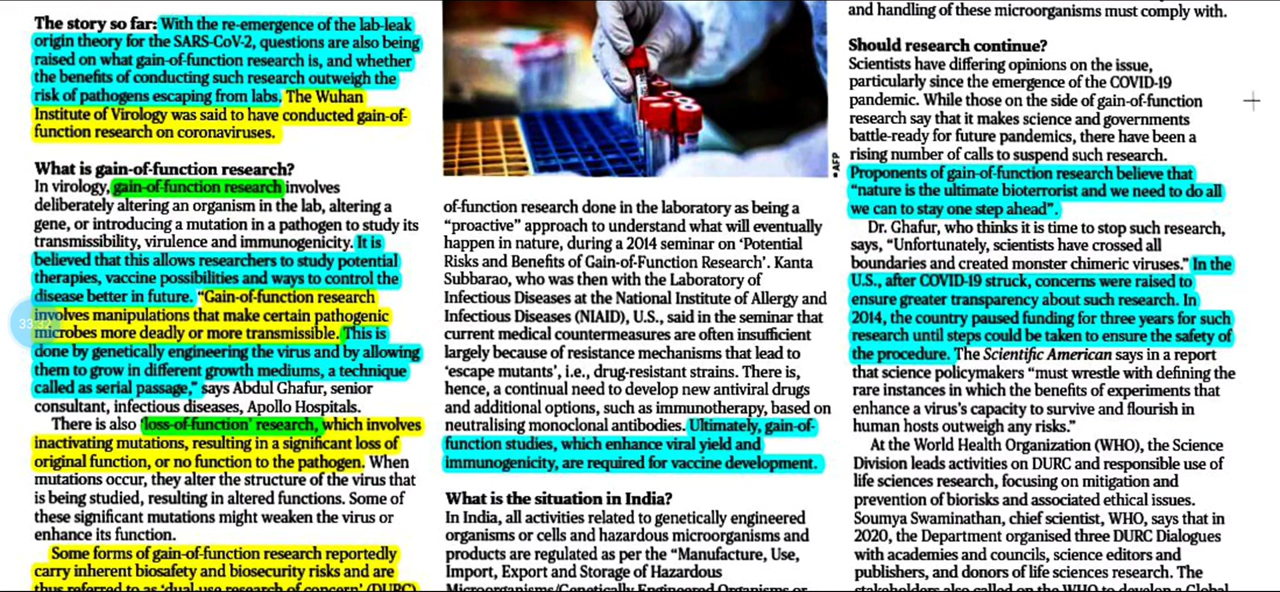 The story so far: With the re-emergence of the lab-leak
origin theory for the SARS-CoV-2, questions are also being
raised on what gain-of-function research is, and whether
the benefits of conducting such research outweigh the
risk of pathogens escaping from labs. The Wuhan
Institute of Virology was said to have conducted gain-of-
function research on coronaviruses.
What is gain-of-function research?
In virology, gain-of-function research involves
deliberately altering an organism in the lab, altering a
gene, or introducing a mutation in a pathogen to study its
transmissibility, virulence and immunogenicity. It is
believed that this allows researchers to study potential
therapies, vaccine possibilities and ways to control the
disease better in future. “Gain-of-function research
involves manipulations that make certain pathogenic
microbes more deadly or more transmissible. This is
done by genetically engineering the virus and by allowing
them to grow in different growth mediums, a technique
called as serial passage,” says Abdul Ghafur, senior
consultant, infectious diseases, Apollo Hospitals.
There is also ‘loss-of-function’ research, which involves
inactivating mutations, resulting in a significant loss of
original function, or no function to the pathogen. When
mutations occur, they alter the structure of the virus that
is being studied, resulting in altered functions. Some of
these significant mutations might weaken the virus or
enhance its function.
Some forms of gain-of-function research reportedly
carry inherent biosafety and biosecurity risks and are
thus referred to as ‘dual-use research of concern’ (DURC)
33:32
AFP
of-function research done in the laboratory as being a
“proactive” approach to understand what will eventually
happen in nature, during a 2014 seminar on ‘Potential
Risks and Benefits of Gain-of-Function Research’. Kanta
Subbarao, who was then with the Laboratory of
Infectious Diseases at the National Institute of Allergy and
Infectious Diseases (NIAID), U.S., said in the seminar that
current medical countermeasures are often insufficient
largely because of resistance mechanisms that lead to
‘escape mutants’, i.e., drug-resistant strains. There is,
hence, a continual need to develop new antiviral drugs
and additional options, such as immunotherapy, based on
neutralising monoclonal antibodies. Ultimately, gain-of-
function studies, which enhance viral yield and
immunogenicity, are required for vaccine development.
What is the situation in India?
In India, all activities related to genetically engineered
organisms or cells and hazardous microorganisms and
products are regulated as per the “Manufacture, Use,
Import, Export and Storage of Hazardous
Microorganisms/Genetically Engineered Organisms or
and handling of these microorganisms must comply with.
Should research continue?
Scientists have differing opinions on the issue,
particularly since the emergence of the COVID-19
pandemic. While those on the side of gain-of-function
research say that it makes science and governments
battle-ready for future pandemics, there have been a
rising number of calls to suspend such research.
Proponents of gain-of-function research believe that
“nature is the ultimate bioterrorist and we need to do all
we can to stay one step ahead”.
Dr. Ghafur, who thinks it is time to stop such research,
says, “Unfortunately, scientists have crossed all
boundaries and created monster chimeric viruses.” In the
U.S., after COVID-19 struck, concerns were raised to
ensure greater transparency about such research. In
2014, the country paused funding for three years for such
research until steps could be taken to ensure the safety of
the procedure. The Scientific American says in a report
that science policymakers “must wrestle with defining the
rare instances in which the benefits of experiments that
enhance a virus’s capacity to survive and flourish in
human hosts outweigh any risks.”
At the World Health Organization (WHO), the Science
Division leads activities on DURC and responsible use of
life sciences research, focusing on mitigation and
prevention of biorisks and associated ethical issues.
Soumya Swaminathan, chief scientist, WHO, says that in
2020, the Department organised three DURC Dialogues
with academies and councils, science editors and
publishers, and donors of life sciences research. The
stakeholders also called on the WHO to develop a Global